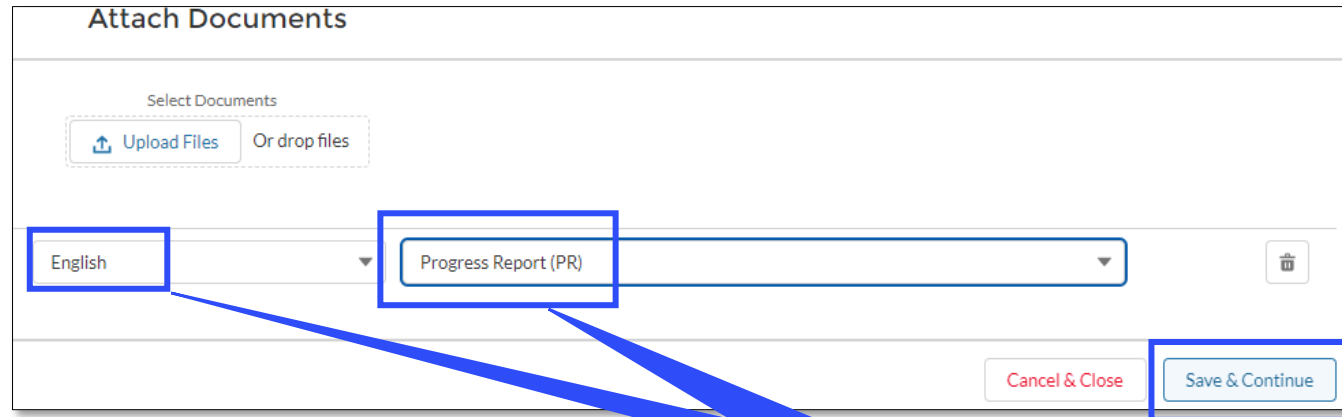 Attach Documents
Select Documents
Upload Files Or drop files
English Progress Report (PR)
Cancel & Close Save & Continue